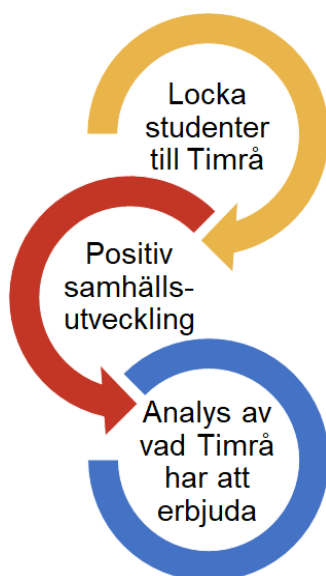 Locka
studenter
till Timrå
Positiv
samhälls-
utveckling
Analys av
vad Timrå
har att
erbjuda